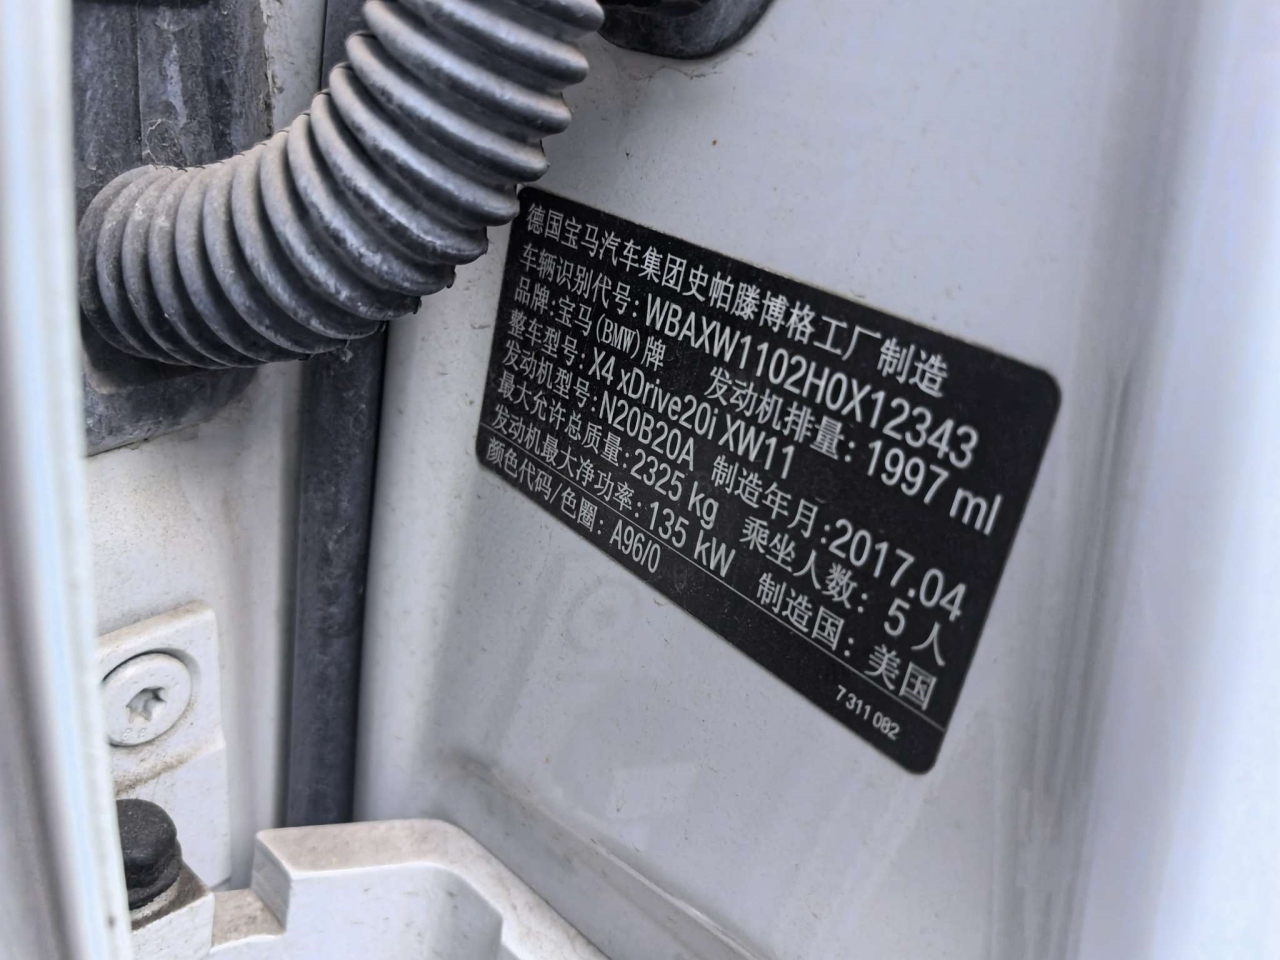 德国宝马汽车集团史帕滕博格工厂制造
车辆识别代号: WBAXW1102H0X12343
品牌:宝马(BMW)牌 发动机排量: 1997 ml
整车型号: X4 xDrive20i XW11
发动机型号: N20B20A 制造年月:2017.04
最大允许总质量:2325 kg 乘坐人数: 5 人
发动机最大净功率:135 kW 制造国: 美国
颜色代码/色圈: A96/0
7 311 082